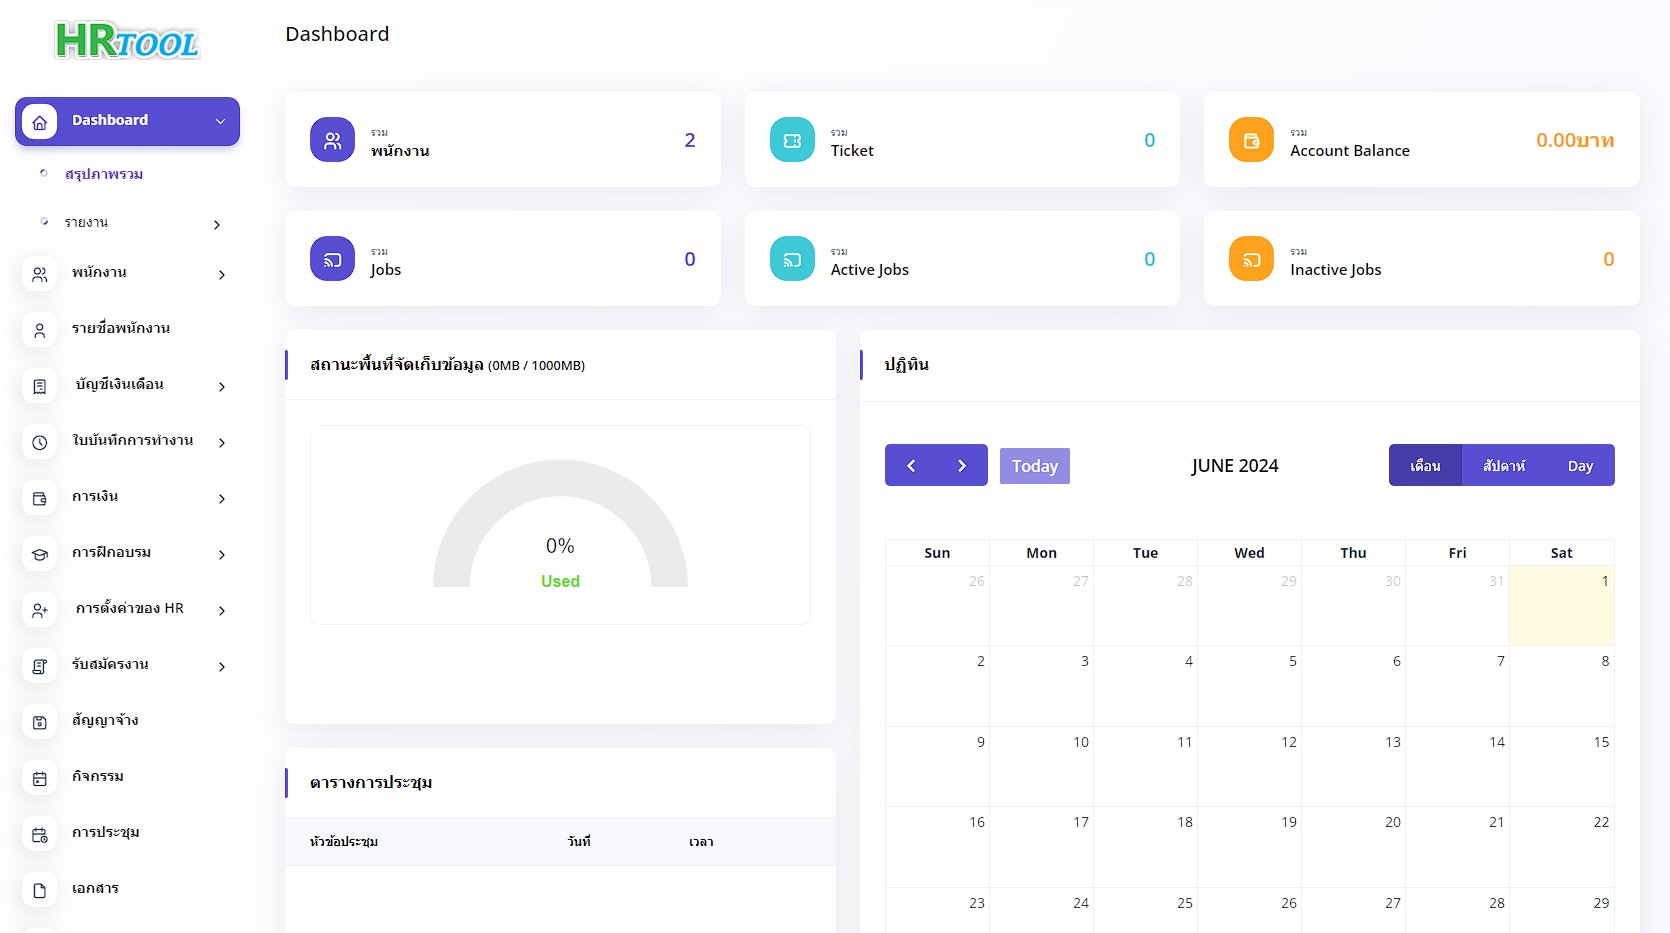 HRTOOL
Dashboard
Dashboard
สรุปภาพรวม
รายงาน
พนักงาน
รายชื่อพนักงาน
บัญชีเงินเดือน
ใบบันทึกการทำงาน
การเงิน
การฝึกอบรม
การตั้งค่าของ HR
รับสมัครงาน
สัญญาจ้าง
กิจกรรม
การประชุม
เอกสาร
รวม
พนักงาน
2
รวม
Ticket
0
รวม
Account Balance
0.00บาท
รวม
Jobs
0
รวม
Active Jobs
0
รวม
Inactive Jobs
0
สถานะพื้นที่จัดเก็บข้อมูล (0MB / 1000MB)
0%
Used
ตารางการประชุม
หัวข้อประชุม วันที่ เวลา
ปฏิทิน
Today
JUNE 2024
เดือน สัปดาห์ Day
Sun Mon Tue Wed Thu Fri Sat
26 27 28 29 30 31 1
2 3 4 5 6 7 8
9 10 11 12 13 14 15
16 17 18 19 20 21 22
23 24 25 26 27 28 29